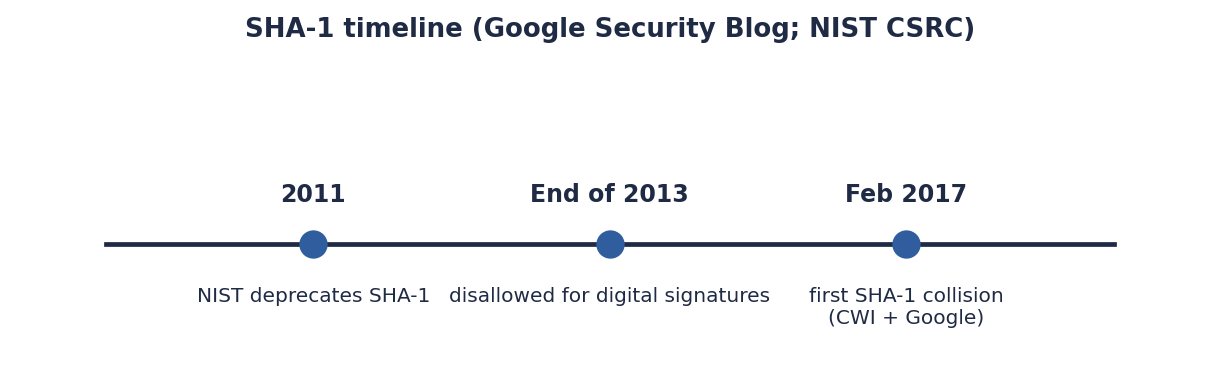 SHA-1 timeline (Google Security Blog; NIST CSRC)
2011
End of 2013
Feb 2017
NIST deprecates SHA-1
disallowed for digital signatures
first SHA-1 collision
(CWI + Google)